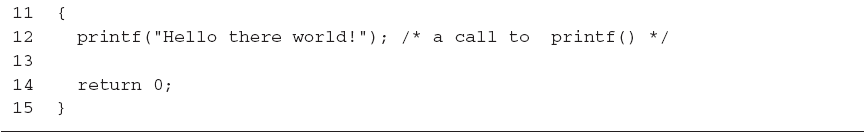 11  {
12    printf("Hello there world!"); /* a call to  printf() */
13
14    return 0;
15  }